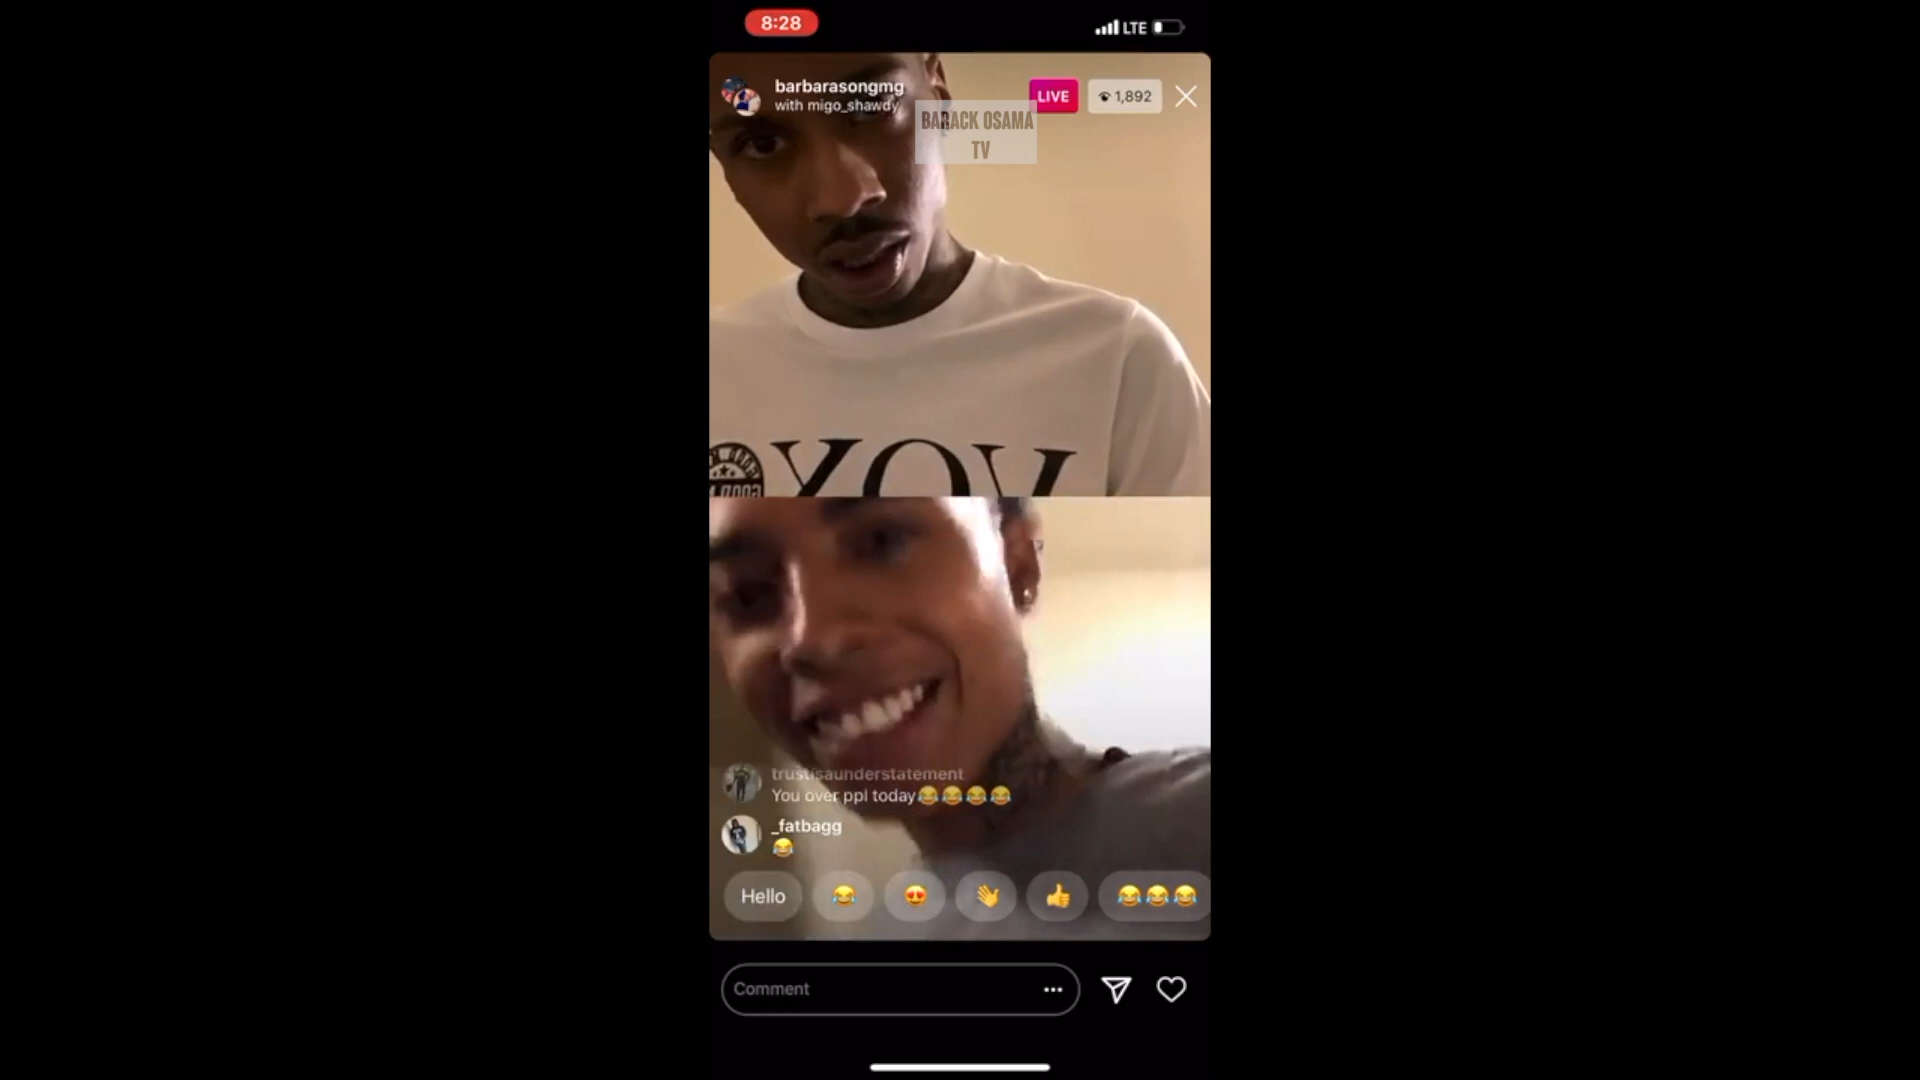 8:28
LTE
barbarasongmg
with migo_shawdy
LIVE
1,892
BARACK OSAMA
TV
YOV
trustisaunderstatement
You over ppl today😂😂😂😂
_fatbagg
😂
Hello 😂 😍 👋 👍 😂😂😂
Comment